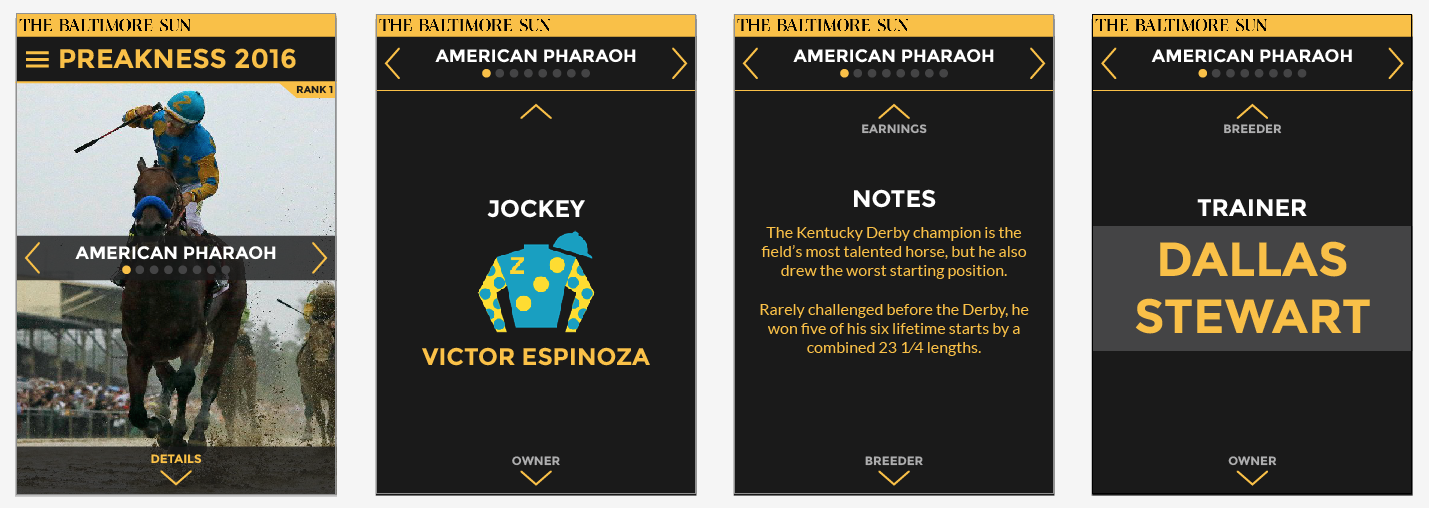 THE BALTIMORE SUN
PREAKNESS 2016
RANK 1
AMERICAN PHARAOH
DETAILS
THE BALTIMORE SUN
AMERICAN PHARAOH
JOCKEY
Z
VICTOR ESPINOZA
OWNER
THE BALTIMORE SUN
AMERICAN PHARAOH
EARNINGS
NOTES
The Kentucky Derby champion is the
field's most talented horse, but he also
drew the worst starting position.
Rarely challenged before the Derby, he
won five of his six lifetime starts by a
combined 23 1/4 lengths.
BREEDER
THE BALTIMORE SUN
AMERICAN PHARAOH
BREEDER
TRAINER
DALLAS
STEWART
OWNER